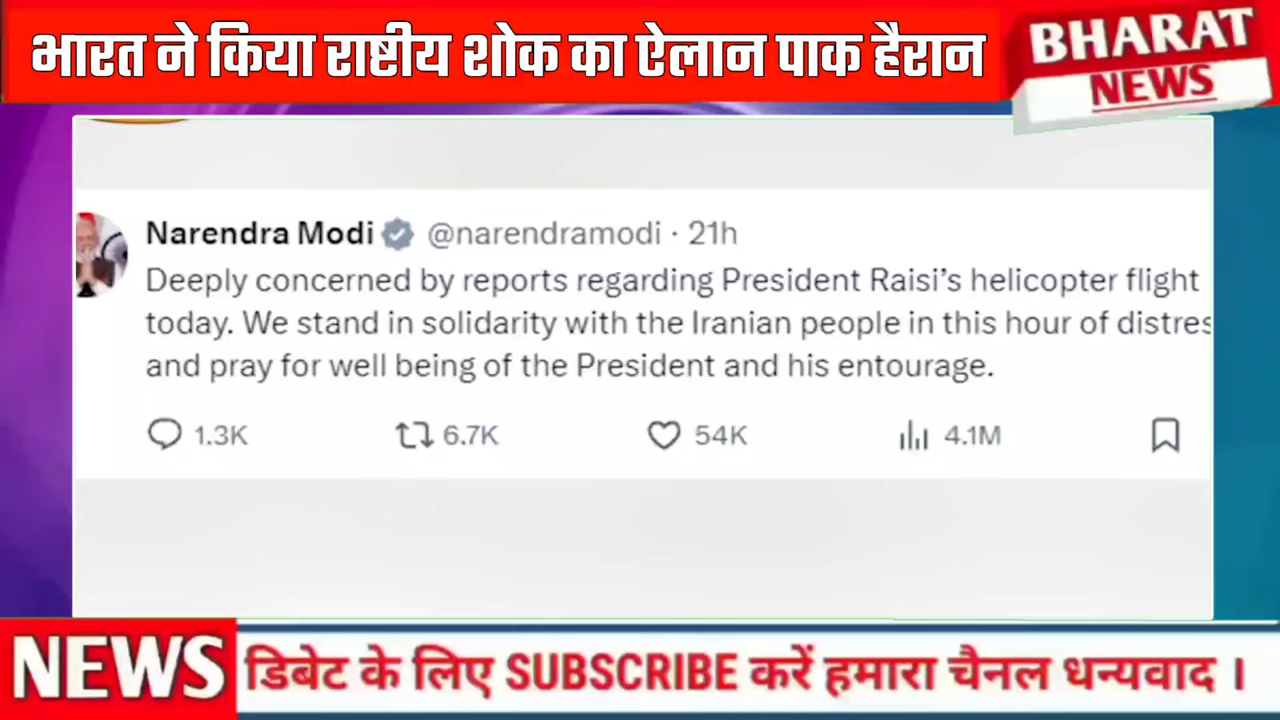 भारत ने किया राष्टीय शोक का ऐलान पाक हैरान
BHARAT
NEWS
Narendra Modi @narendramodi · 21h
Deeply concerned by reports regarding President Raisi’s helicopter flight
today. We stand in solidarity with the Iranian people in this hour of distres
and pray for well being of the President and his entourage.
1.3K 6.7K 54K 4.1M
NEWS डिबेट के लिए SUBSCRIBE करें हमारा चैनल धन्यवाद ।